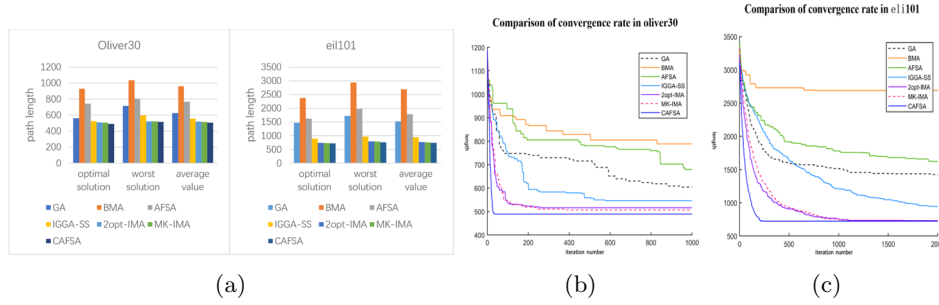 Oliver30
path length
1200
1000
800
600
400
200
0
optimal solution
worst solution
average value
GA
BMA
AFSA
IGGA-SS
2opt-IMA
MK-IMA
CAFSA
eil101
path length
3500
3000
2500
2000
1500
1000
500
0
optimal solution
worst solution
average value
GA
BMA
AFSA
IGGA-SS
2opt-IMA
MK-IMA
CAFSA
(a)
Comparison of convergence rate in oliver30
1200
1100
1000
900
800
700
600
500
400
length
0
200
400
600
800
1000
iteration number
GA
BMA
AFSA
IGGA-SS
2opt-IMA
MK-IMA
CAFSA
(b)
Comparison of convergence rate in eli101
3500
3000
2500
2000
1500
1000
500
length
0
500
1000
1500
200
iteration number
GA
BMA
AFSA
IGGA-SS
2opt-IMA
MK-IMA
CAFSA
(c)